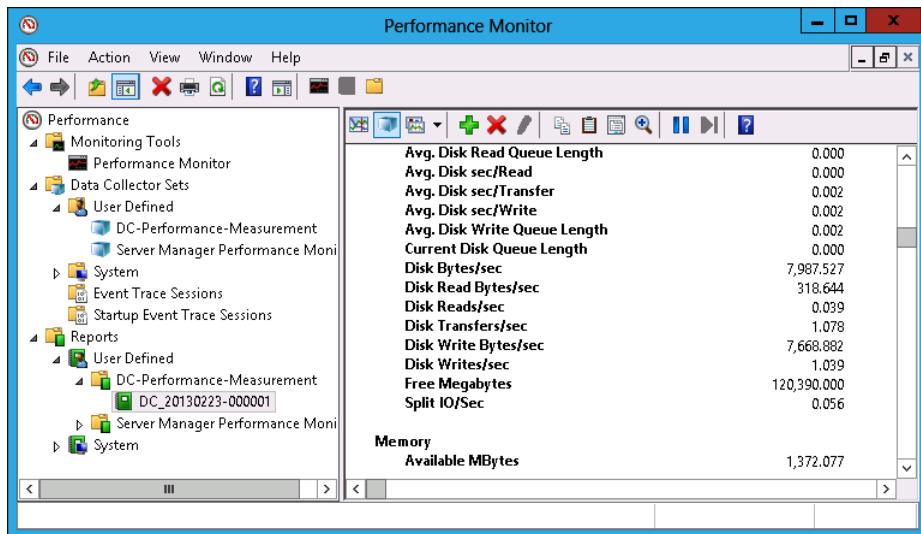 Performance Monitor
File Action View Window Help
Performance
Monitoring Tools
Performance Monitor
Data Collector Sets
User Defined
DC-Performance-Measurement
Server Manager Performance Moni
System
Event Trace Sessions
Startup Event Trace Sessions
Reports
User Defined
DC-Performance-Measurement
DC_20130223-000001
Server Manager Performance Moni
System
Avg. Disk Read Queue Length 0.000
Avg. Disk sec/Read 0.000
Avg. Disk sec/Transfer 0.002
Avg. Disk sec/Write 0.002
Avg. Disk Write Queue Length 0.002
Current Disk Queue Length 0.000
Disk Bytes/sec 7,987.527
Disk Read Bytes/sec 318.644
Disk Reads/sec 0.039
Disk Transfers/sec 1.078
Disk Write Bytes/sec 7,668.882
Disk Writes/sec 1.039
Free Megabytes 120,390.000
Split IO/Sec 0.056
Memory
Available MBytes 1,372.077